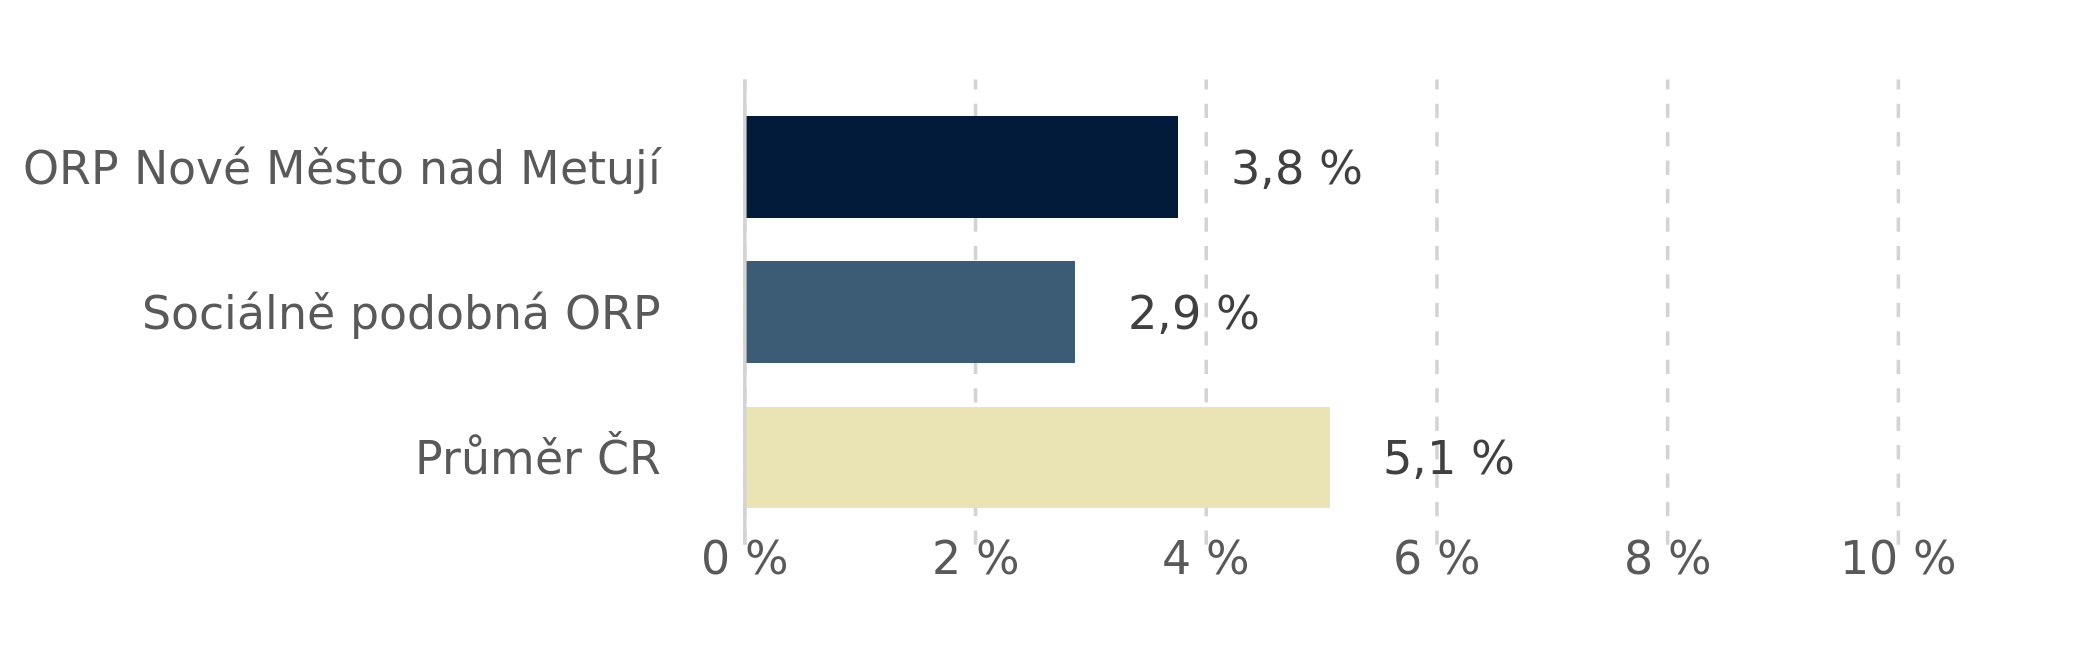 ORP Nové Město nad Metují
3,8 %
Sociálně podobná ORP
2,9 %
Průměr ČR
5,1 %
0 % 2 % 4 % 6 % 8 % 10 %